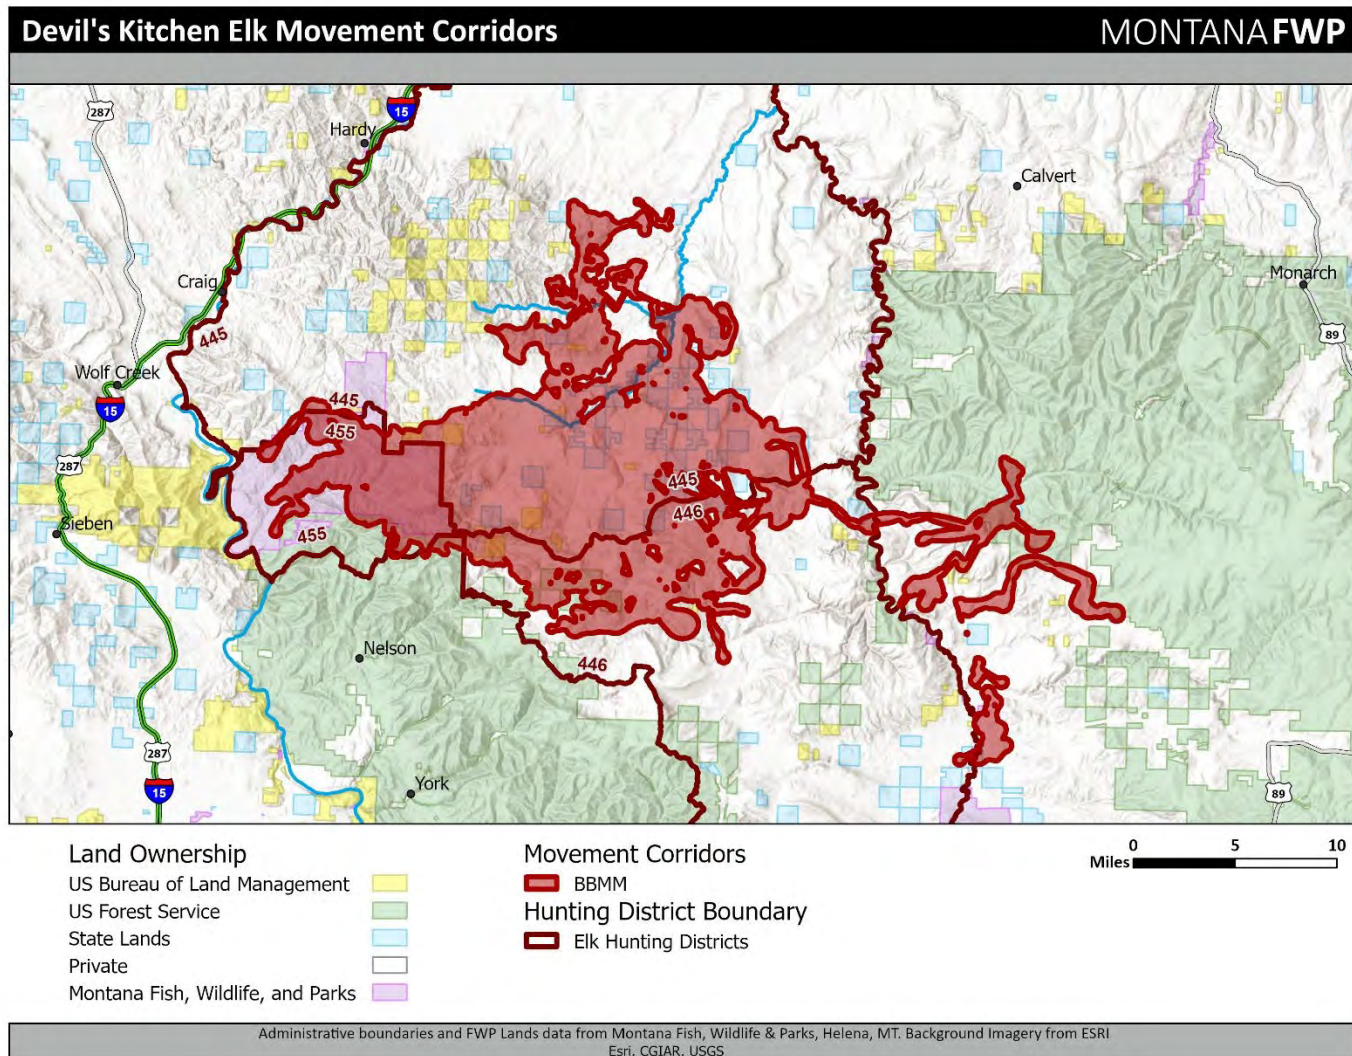 Devil's Kitchen Elk Movement Corridors
MONTANAFWP
287
15
Hardy
Calvert
Craig
Monarch
445
89
Wolf Creek
15
445
455
287
445
446
Sieben
455
Nelson
446
287
York
15
89
0 5 10
Miles
Land Ownership
US Bureau of Land Management
US Forest Service
State Lands
Private
Montana Fish, Wildlife, and Parks
Movement Corridors
BBMM
Hunting District Boundary
Elk Hunting Districts
Administrative boundaries and FWP Lands data from Montana Fish, Wildlife & Parks, Helena, MT. Background Imagery from ESRI
Esri, CGIAR, USGS